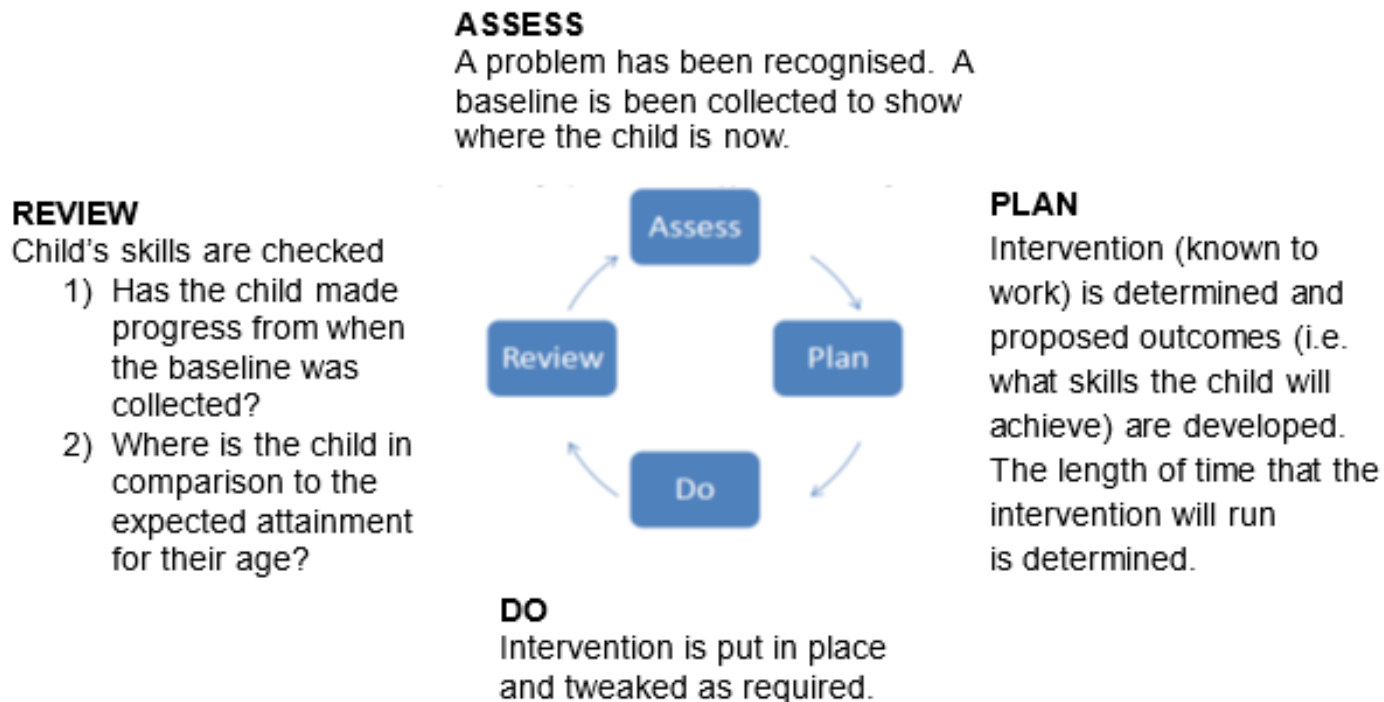 ASSESS
A problem has been recognised.  A
baseline is been collected to show
where the child is now.
REVIEW
Child's skills are checked
1) Has the child made
progress from when
the baseline was
collected?
2) Where is the child in
comparison to the
expected attainment
for their age?
Assess
Review
Plan
Do
PLAN
Intervention (known to
work) is determined and
proposed outcomes (i.e.
what skills the child will
achieve) are developed.
The length of time that the
intervention will run
is determined.
DO
Intervention is put in place
and tweaked as required.